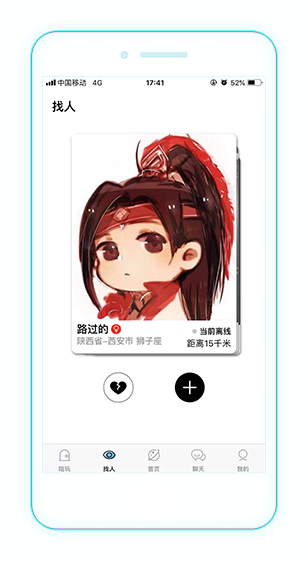 中国移动 4G 17:41 52%
找人
路过的
当前离线
陕西省-西安市 狮子座
距离15千米
陪玩 找人 首页 聊天 我的